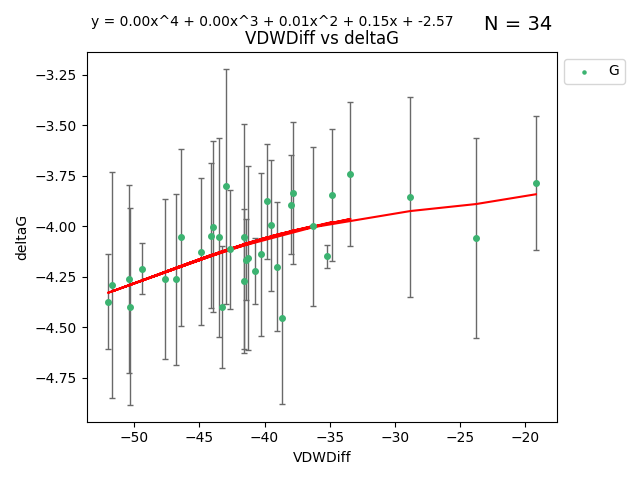 y = 0.00x^4 + 0.00x^3 + 0.01x^2 + 0.15x + -2.57
N = 34
VDWDiff vs deltaG
G
−3.25
−3.50
−3.75
−4.00
−4.25
−4.50
−4.75
deltaG
−50
−45
−40
−35
−30
−25
−20
VDWDiff